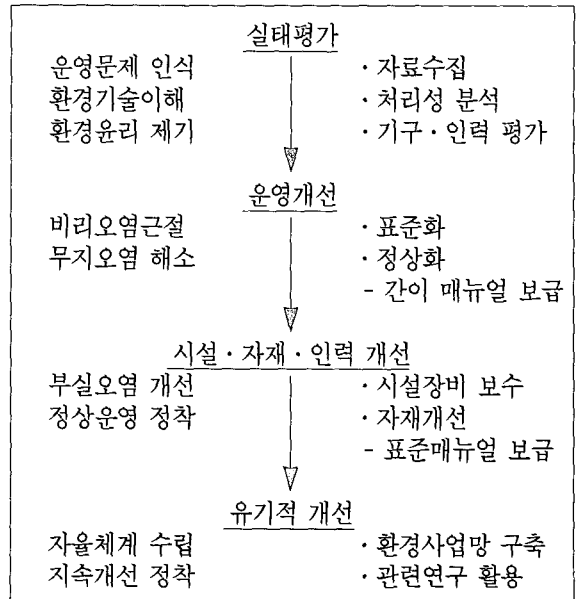 실태평가
운영문제 인식 · 자료수집
환경기술이해 · 처리성 분석
환경윤리 제기 · 기구 · 인력 평가
운영개선
비리오염근절 · 표준화
무지오염 해소 · 정상화
- 간이 매뉴얼 보급
시설 · 자재 · 인력 개선
부실오염 개선 · 시설장비 보수
정상운영 정착 · 자재개선
- 표준매뉴얼 보급
유기적 개선
자율체계 수립 · 환경사업망 구축
지속개선 정착 · 관련연구 활용